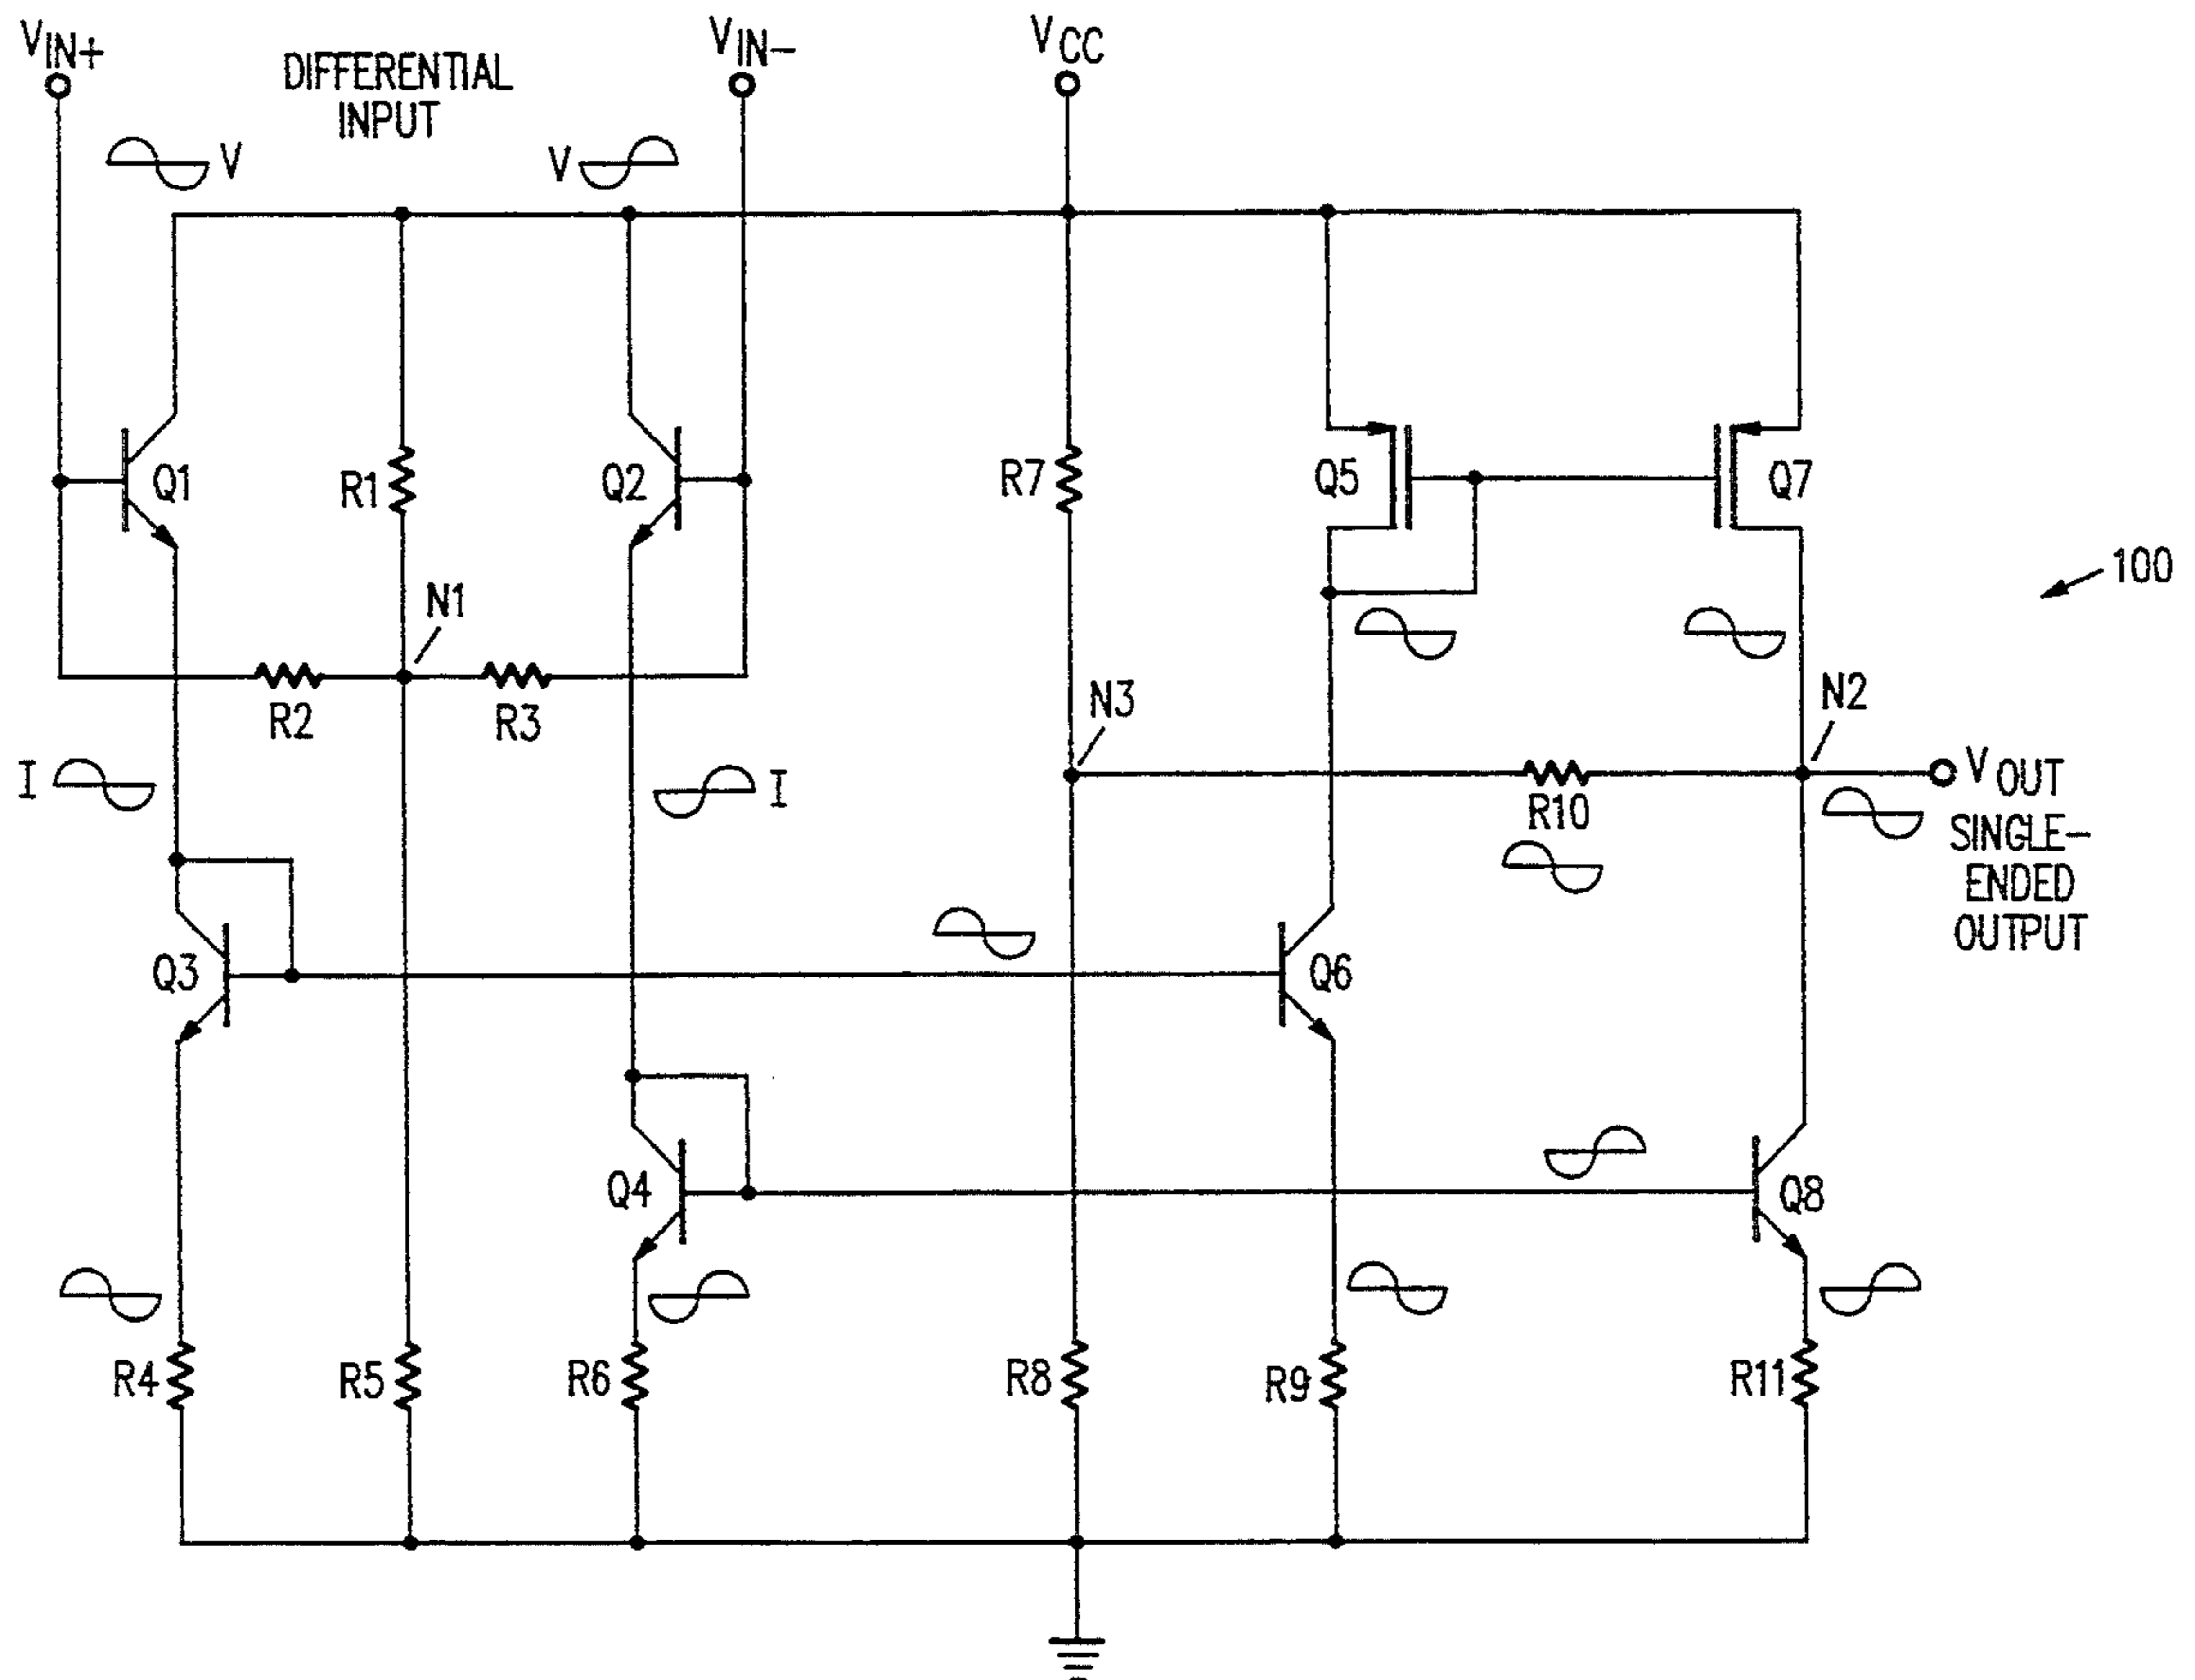 VIN+
DIFFERENTIAL
INPUT
VIN−
VCC
V
V
Q1
R1
Q2
R7
Q5
Q7
100
N1
R2
R3
N3
N2
I
I
R10
VOUT
SINGLE-
ENDED
OUTPUT
Q3
Q6
Q4
Q8
R4
R5
R6
R8
R9
R11